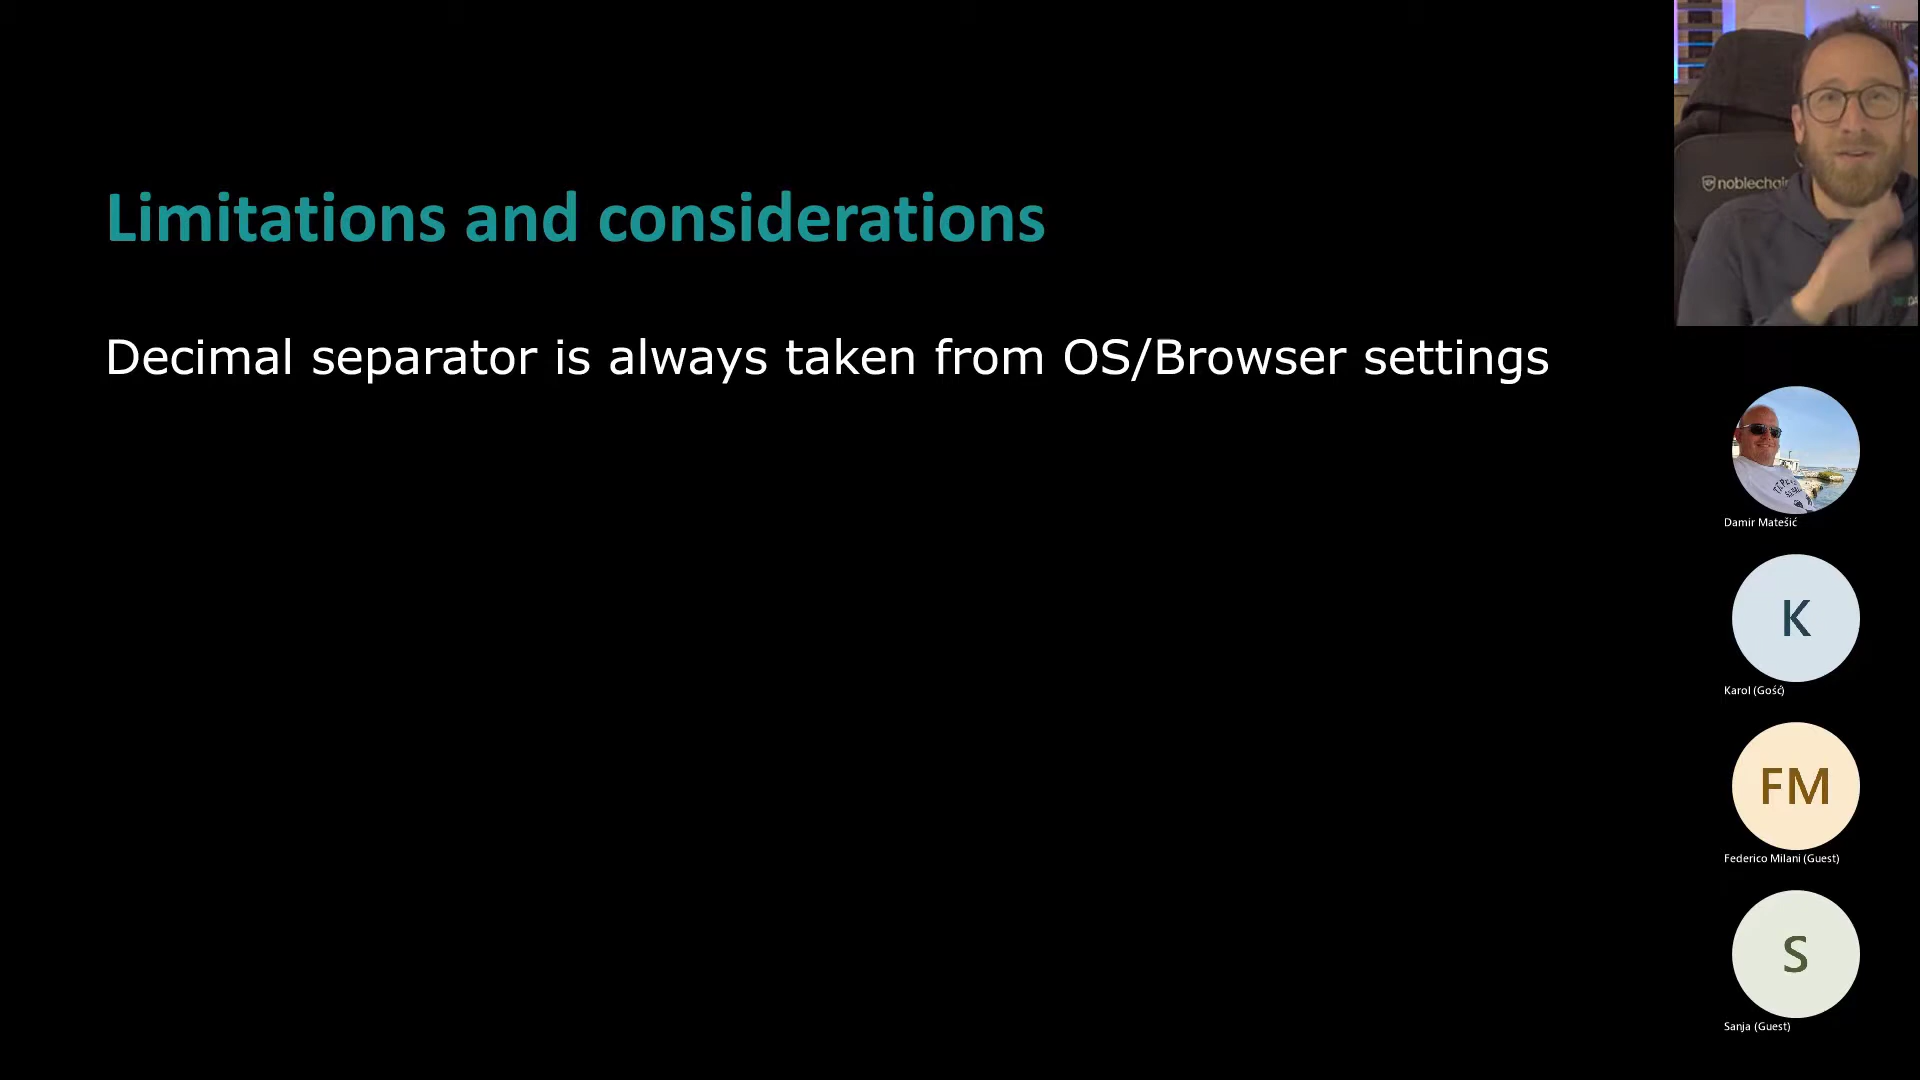 Limitations and considerations
Decimal separator is always taken from OS/Browser settings
noblechair
Damir Matešić
K
Karol (Gość)
FM
Federico Milani (Guest)
S
Sanja (Guest)